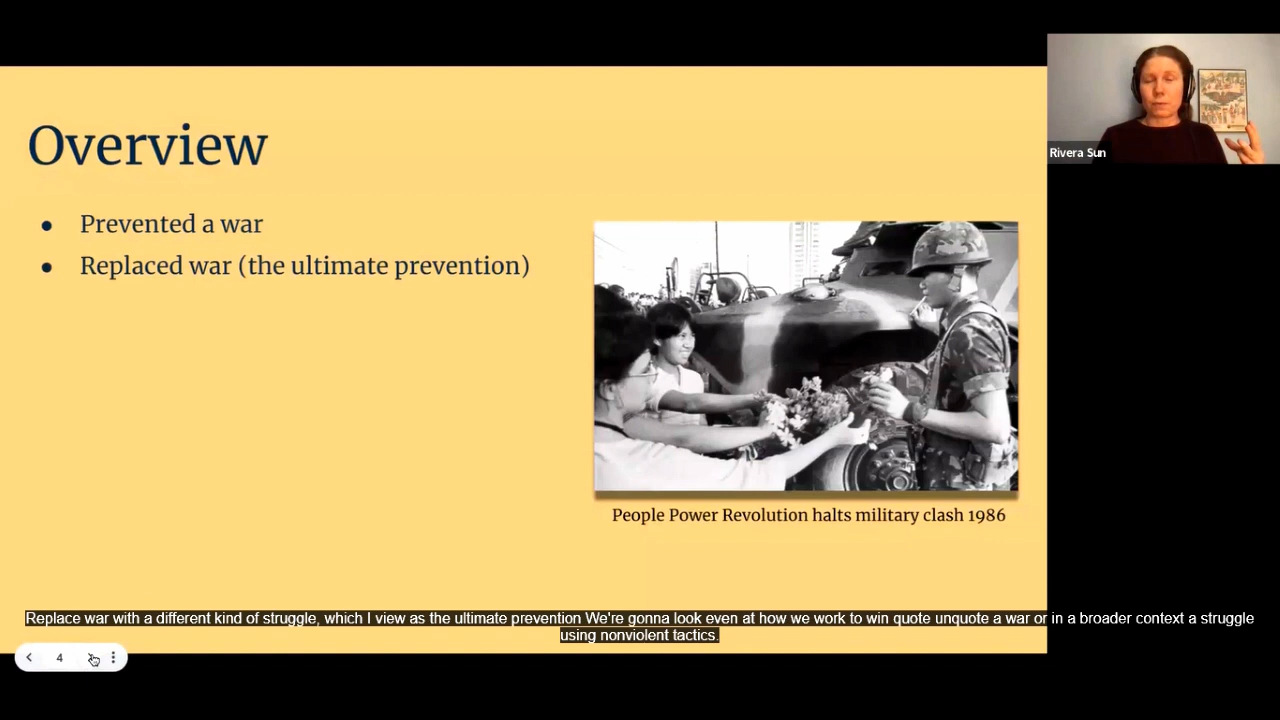 Overview
Rivera Sun
● Prevented a war
● Replaced war (the ultimate prevention)
People Power Revolution halts military clash 1986
Replace war with a different kind of struggle, which I view as the ultimate prevention We're gonna look even at how we work to win quote unquote a war or in a broader context a struggle
using nonviolent tactics.
4